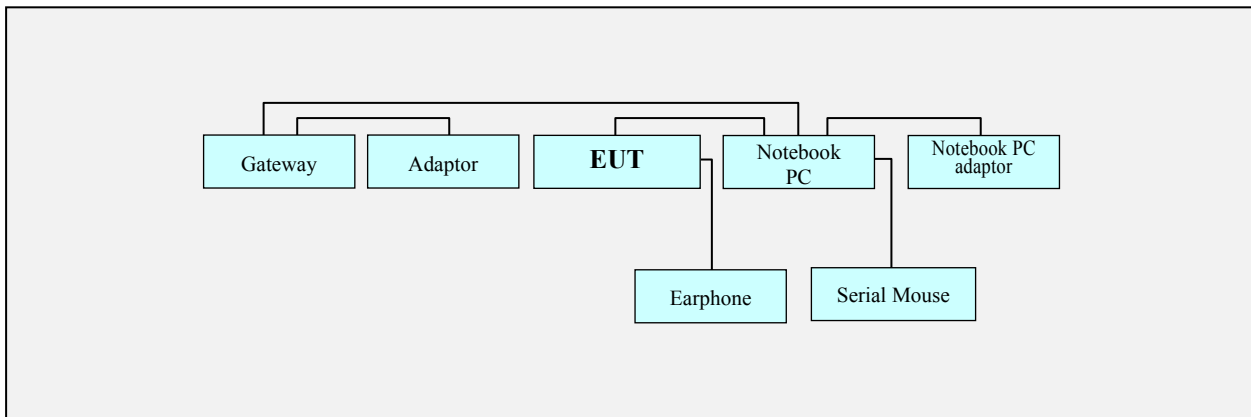 Gateway
Adaptor
EUT
Notebook
PC
Notebook PC
adaptor
Earphone
Serial Mouse